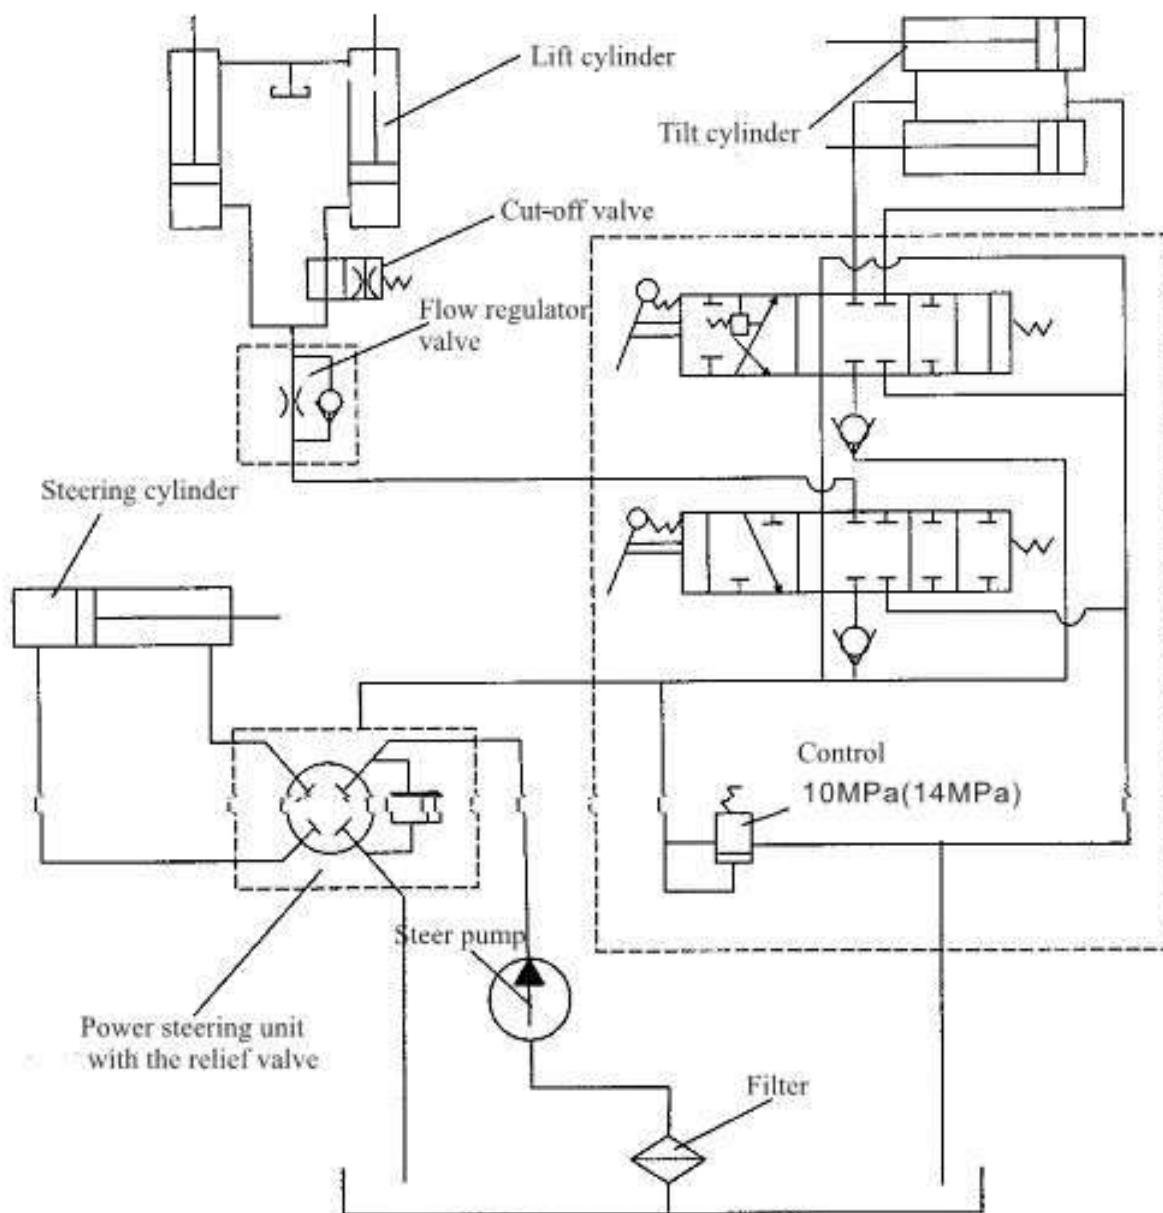 Lift cylinder
Tilt cylinder
Cut-off valve
Flow regulator
valve
Steering cylinder
Control
10MPa(14MPa)
Steer pump
Power steering unit
with the relief valve
Filter